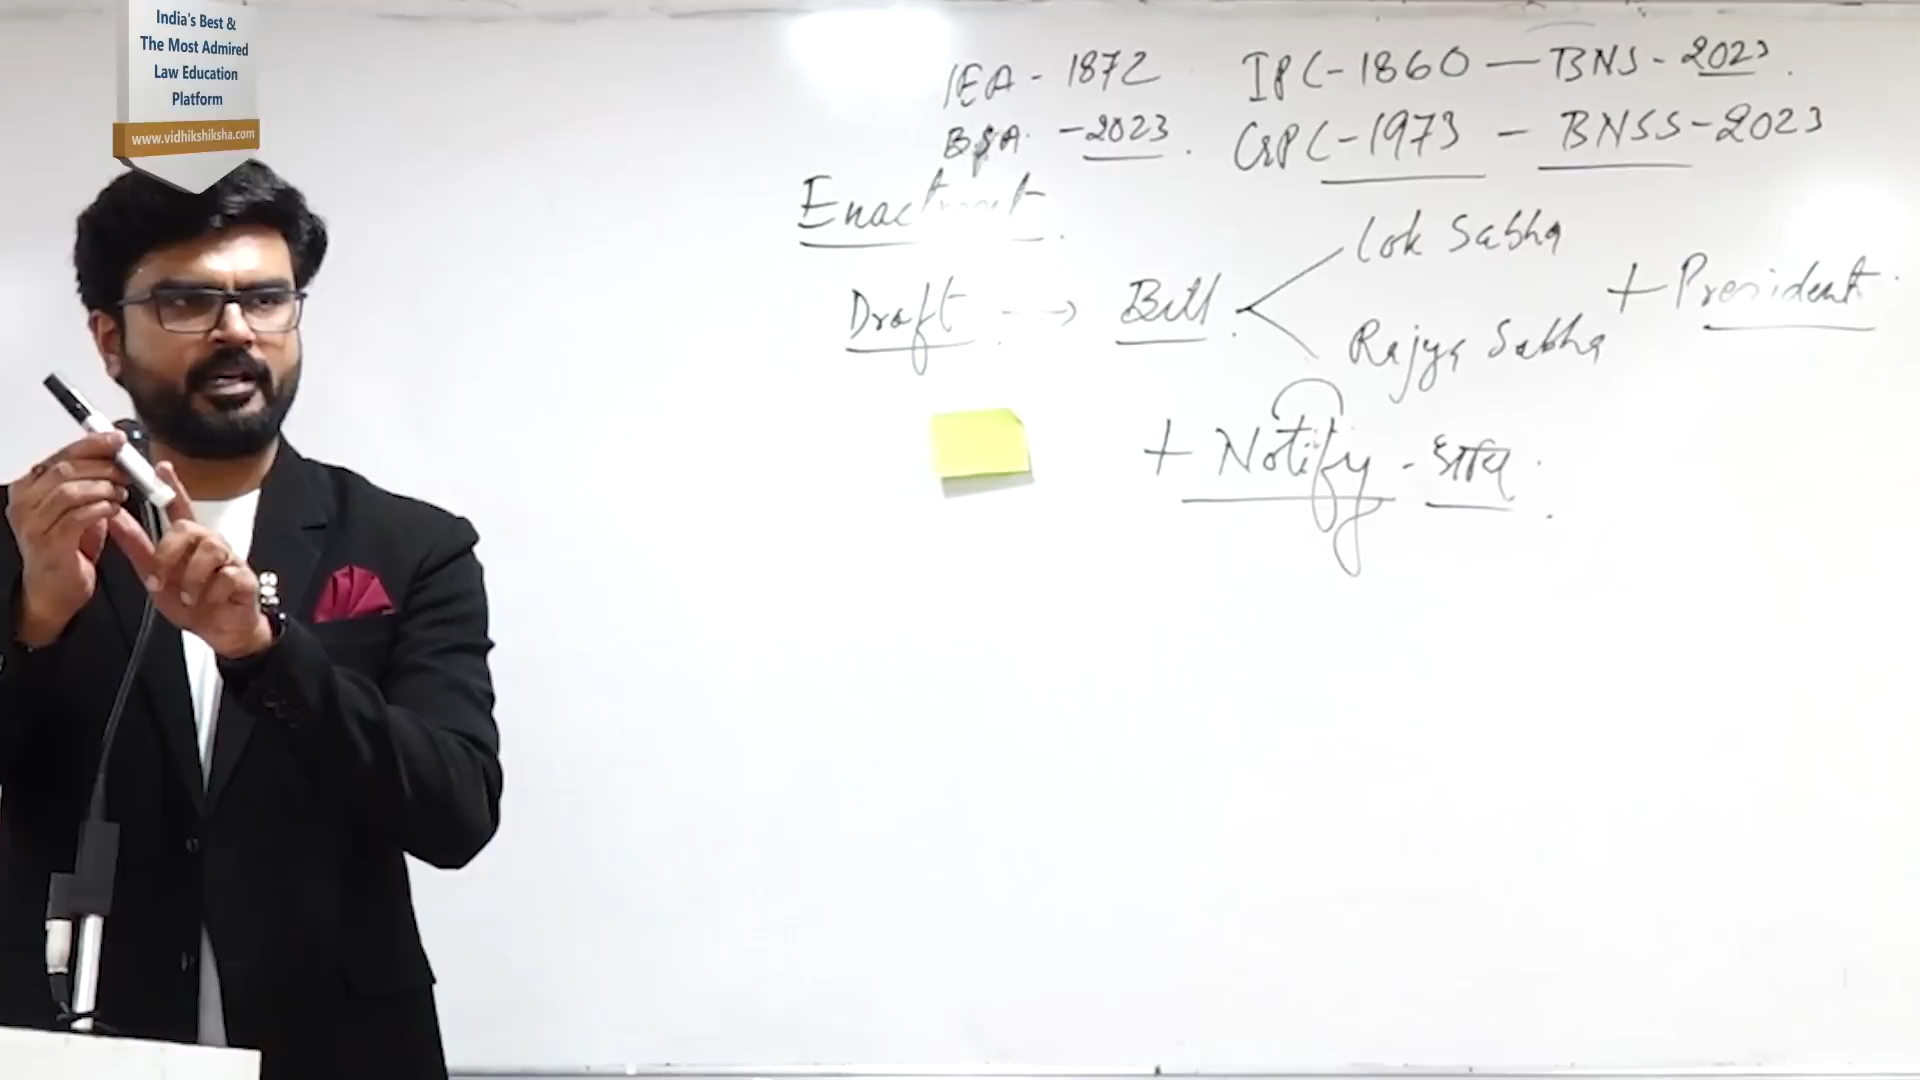 India's Best &
The Most Admired
Law Education
Platform
www.vidhikshiksha.com
IEA - 1872 IPC - 1860 — BNS - 2023.
BSA. - 2023. CrPC - 1973 - BNSS - 2023
Enactment.
Draft → Bill. Lok Sabha
Rajya Sabha + President.
+ Notify -